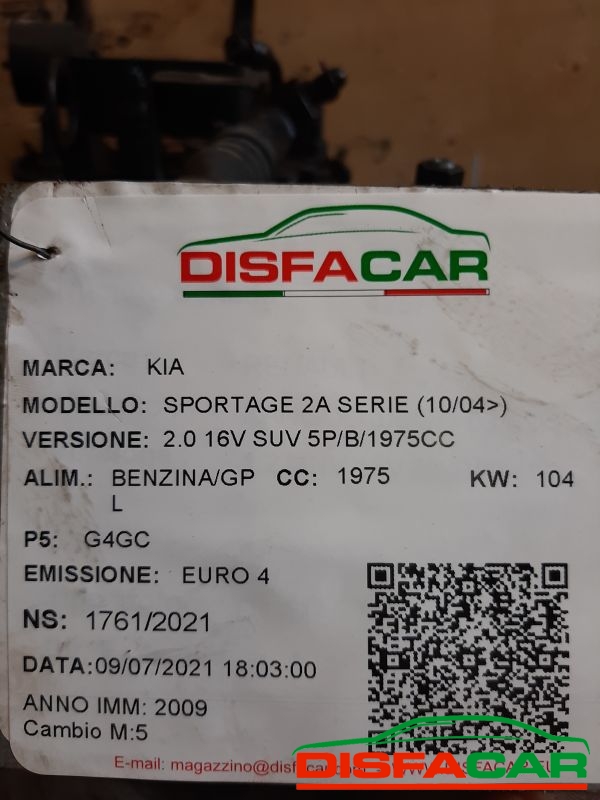 DISFACAR
MARCA: KIA
MODELLO: SPORTAGE 2A SERIE (10/04>)
VERSIONE: 2.0 16V SUV 5P/B/1975CC
ALIM.: BENZINA/GP CC: 1975 KW: 104
L
P5: G4GC
EMISSIONE: EURO 4
NS: 1761/2021
DATA:09/07/2021 18:03:00
ANNO IMM: 2009
Cambio M:5
E-mail: magazzino@disfacar
DISFACAR